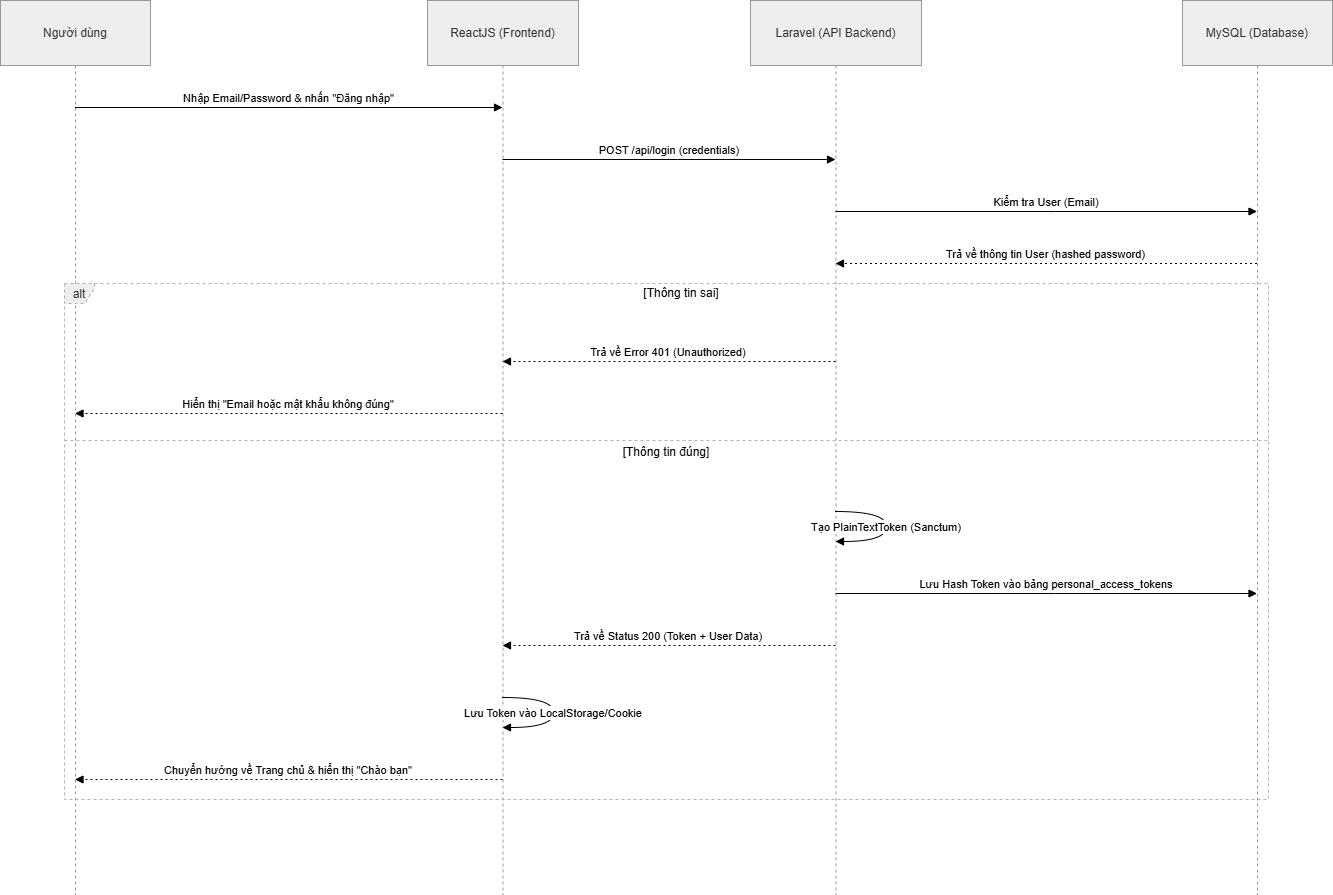 Người dùng
ReactJS (Frontend)
Laravel (API Backend)
MySQL (Database)
Nhập Email/Password & nhấn "Đăng nhập"
POST /api/login (credentials)
Kiểm tra User (Email)
Trả về thông tin User (hashed password)
alt
[Thông tin sai]
Trả về Error 401 (Unauthorized)
Hiển thị "Email hoặc mật khẩu không đúng"
[Thông tin đúng]
Tạo PlainTextToken (Sanctum)
Lưu Hash Token vào bảng personal_access_tokens
Trả về Status 200 (Token + User Data)
Lưu Token vào LocalStorage/Cookie
Chuyển hướng về Trang chủ & hiển thị "Chào bạn"